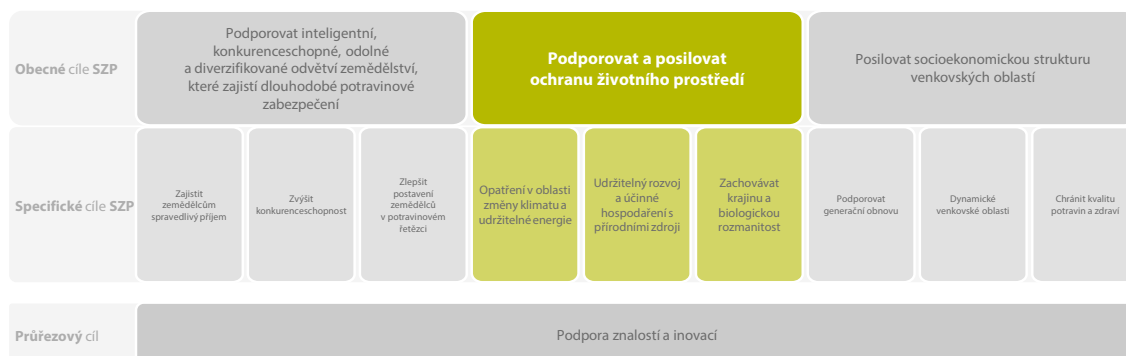 Obecné cíle SZP
Podporovat inteligentní,
konkurenceschopné, odolné
a diverzifikované odvětví zemědělství,
které zajistí dlouhodobé potravinové
zabezpečení
Podporovat a posilovat
ochranu životního prostředí
Posilovat socioekonomickou strukturu
venkovských oblastí
Specifické cíle SZP
Zajistit
zemědělcům
spravedlivý příjem
Zvýšit
konkurenceschopnost
Zlepšit
postavení
zemědělců
v potravinovém
řetězci
Opatření v oblasti
změny klimatu a
udržitelné energie
Udržitelný rozvoj
a účinné
hospodaření s
přírodními zdroji
Zachovávat
krajinu a
biologickou
rozmanitost
Podporovat
generační obnovu
Dynamické
venkovské oblasti
Chránit kvalitu
potravin a zdraví
Průřezový cíl
Podpora znalostí a inovací